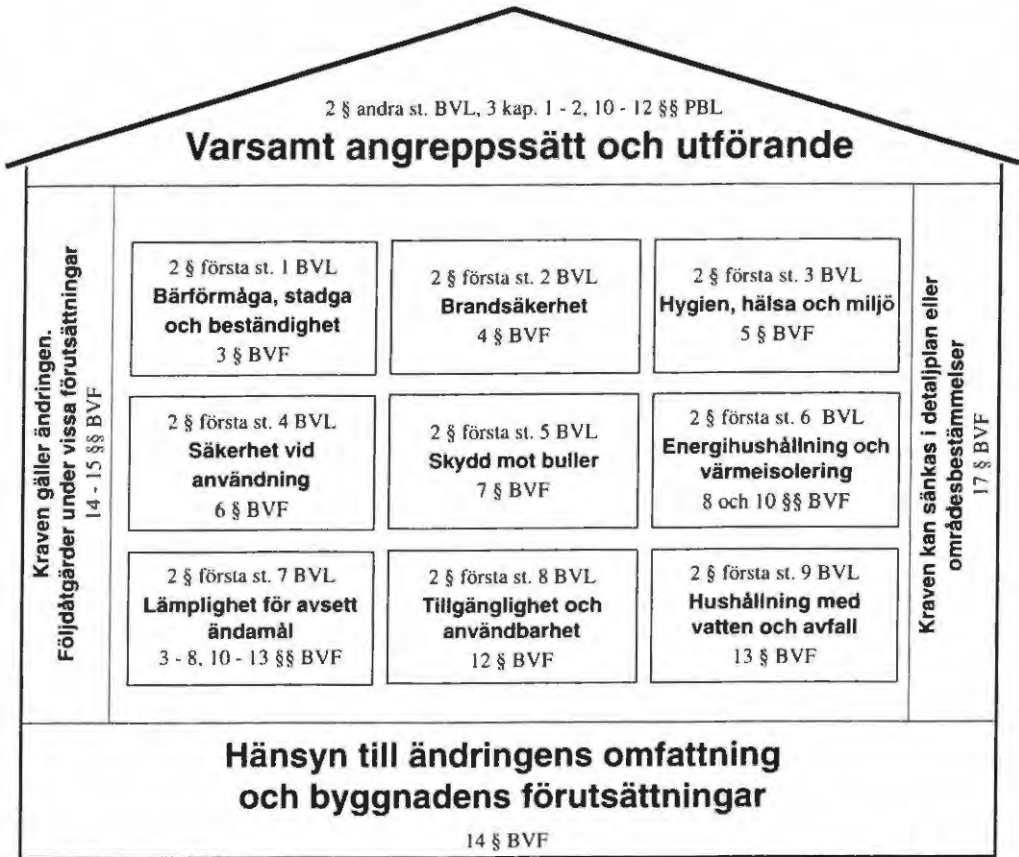 2 § andra st. BVL, 3 kap. 1 - 2, 10 - 12 §§ PBL
Varsamt angreppssätt och utförande
Kraven gäller ändringen.
Följdåtgärder under vissa förutsättningar
14 - 15 §§ BVF
2 § första st. 1 BVL
Bärförmåga, stadga
och beständighet
3 § BVF
2 § första st. 2 BVL
Brandsäkerhet
4 § BVF
2 § första st. 3 BVL
Hygien, hälsa och miljö
5 § BVF
2 § första st. 4 BVL
Säkerhet vid
användning
6 § BVF
2 § första st. 5 BVL
Skydd mot buller
7 § BVF
2 § första st. 6 BVL
Energihushållning och
värmeisolering
8 och 10 §§ BVF
2 § första st. 7 BVL
Lämplighet för avsett
ändamål
3 - 8, 10 - 13 §§ BVF
2 § första st. 8 BVL
Tillgänglighet och
användbarhet
12 § BVF
2 § första st. 9 BVL
Hushållning med
vatten och avfall
13 § BVF
Kraven kan sänkas i detaljplan eller
områdesbestämmelser
17 § BVF
Hänsyn till ändringens omfattning
och byggnadens förutsättningar
14 § BVF